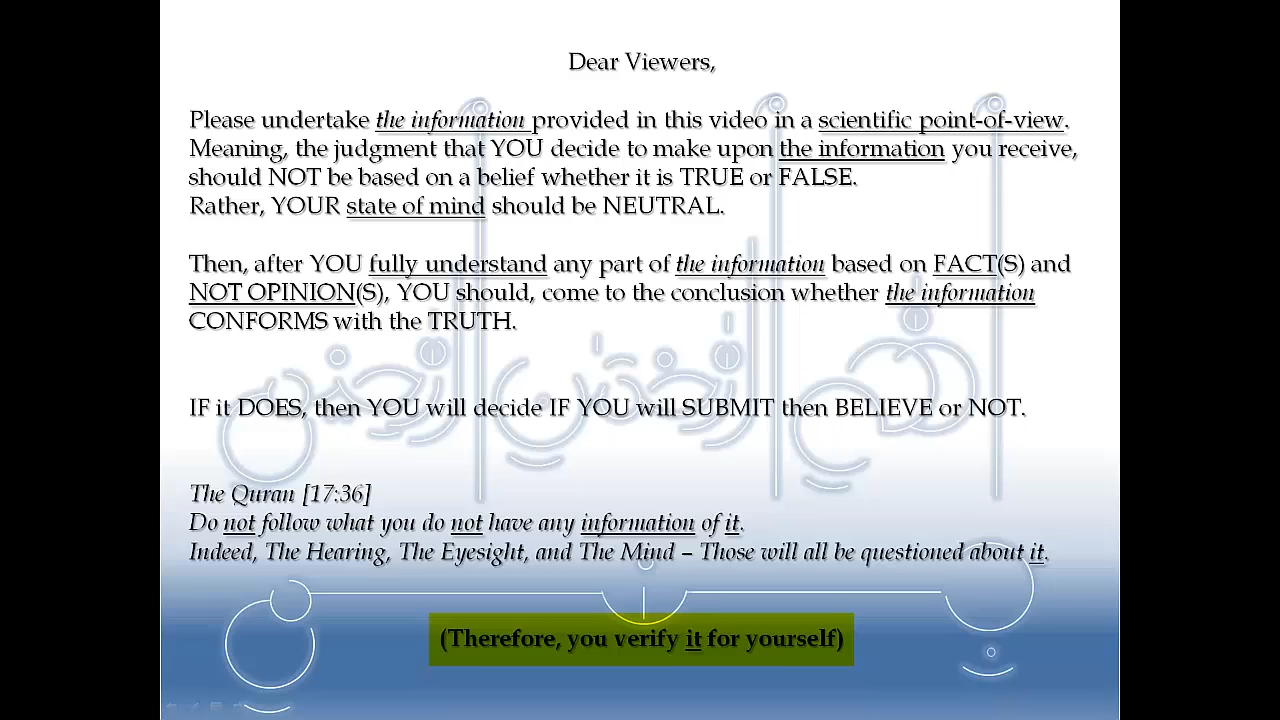 Dear Viewers,
Please undertake the information provided in this video in a scientific point-of-view.
Meaning, the judgment that YOU decide to make upon the information you receive,
should NOT be based on a belief whether it is TRUE or FALSE.
Rather, YOUR state of mind should be NEUTRAL.
Then, after YOU fully understand any part of the information based on FACT(S) and
NOT OPINION(S), YOU should, come to the conclusion whether the information
CONFORMS with the TRUTH.
IF it DOES, then YOU will decide IF YOU will SUBMIT then BELIEVE or NOT.
The Quran [17:36]
Do not follow what you do not have any information of it.
Indeed, The Hearing, The Eyesight, and The Mind – Those will all be questioned about it.
(Therefore, you verify it for yourself)